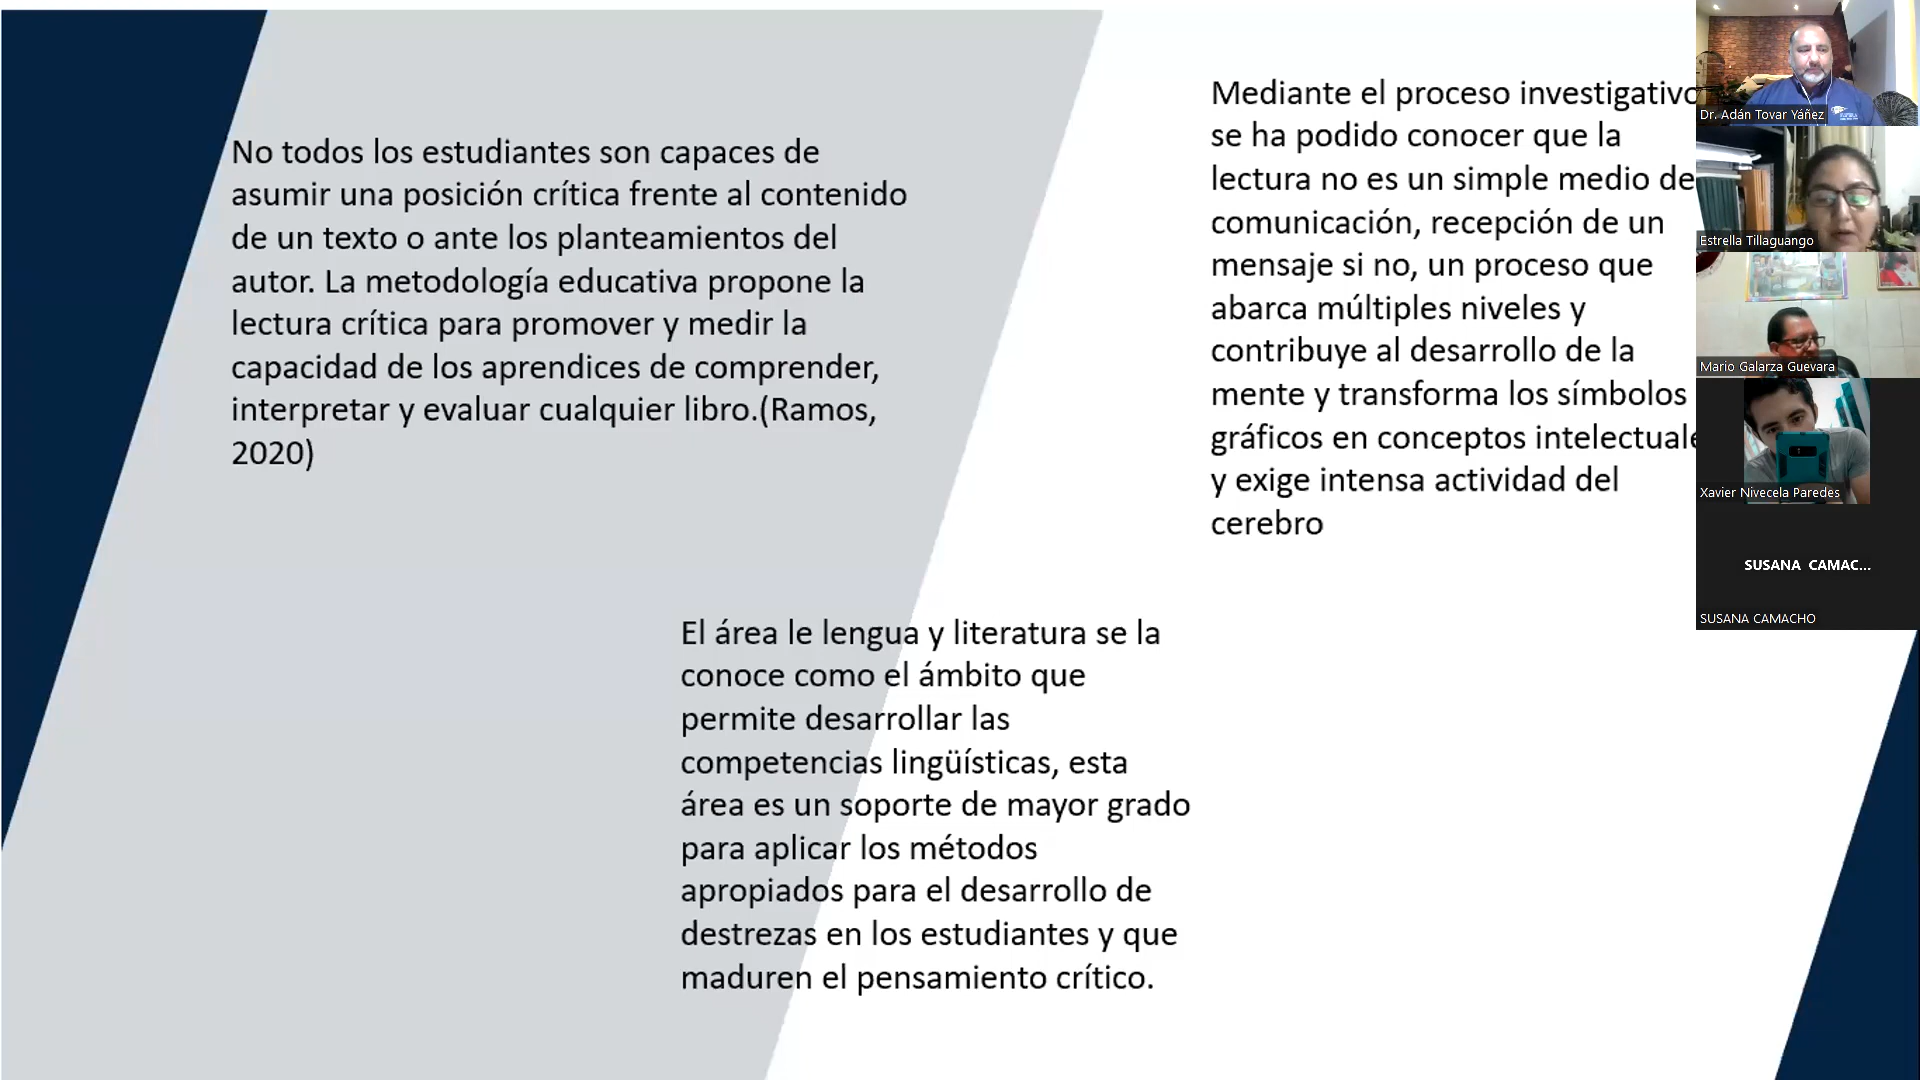 No todos los estudiantes son capaces de
asumir una posición crítica frente al contenido
de un texto o ante los planteamientos del
autor. La metodología educativa propone la
lectura crítica para promover y medir la
capacidad de los aprendices de comprender,
interpretar y evaluar cualquier libro.(Ramos,
2020)
Mediante el proceso investigativo
se ha podido conocer que la
lectura no es un simple medio de
comunicación, recepción de un
mensaje si no, un proceso que
abarca múltiples niveles y
contribuye al desarrollo de la
mente y transforma los símbolos
gráficos en conceptos intelectuale
y exige intensa actividad del
cerebro
El área le lengua y literatura se la
conoce como el ámbito que
permite desarrollar las
competencias lingüísticas, esta
área es un soporte de mayor grado
para aplicar los métodos
apropiados para el desarrollo de
destrezas en los estudiantes y que
maduren el pensamiento crítico.
Dr. Adán Tovar Yáñez
Estrella Tillaguango
Mario Galarza Guevara
Xavier Nivecela Paredes
SUSANA CAMAC...
SUSANA CAMACHO